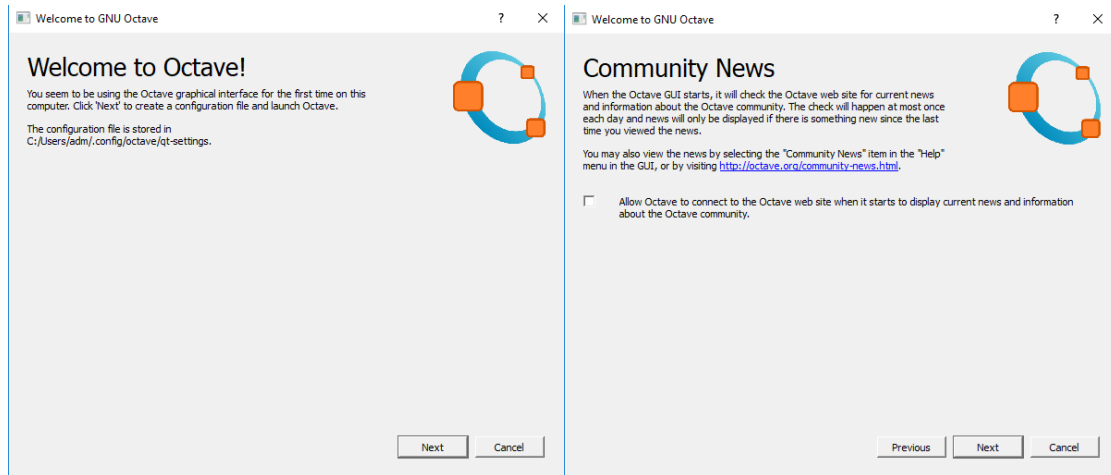 Welcome to GNU Octave
Welcome to Octave!
You seem to be using the Octave graphical interface for the first time on this
computer. Click 'Next' to create a configuration file and launch Octave.
The configuration file is stored in
C:/Users/adm/.config/octave/qt-settings.
Next
Cancel
Welcome to GNU Octave
Community News
When the Octave GUI starts, it will check the Octave web site for current news
and information about the Octave community. The check will happen at most once
each day and news will only be displayed if there is something new since the last
time you viewed the news.
You may also view the news by selecting the "Community News" item in the "Help"
menu in the GUI, or by visiting http://octave.org/community-news.html.
Allow Octave to connect to the Octave web site when it starts to display current news and information
about the Octave community.
Previous
Next
Cancel